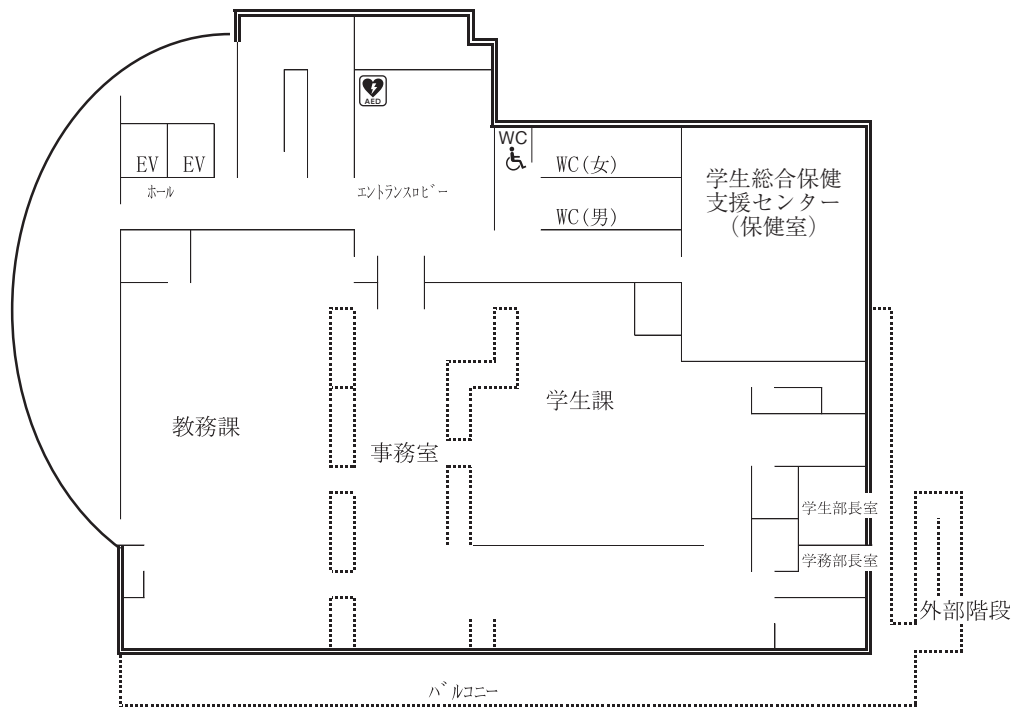 AED
WC
EV
EV
WC(女)
ホール
エントランスロビー
WC(男)
学生総合保健
支援センター
(保健室)
教務課
事務室
学生課
学生部長室
学務部長室
外部階段
バルコニー